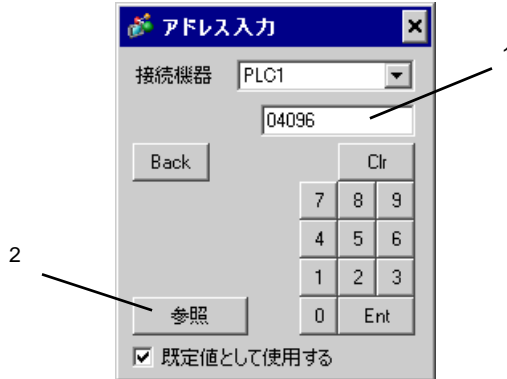 アドレス入力
1
接続機器 PLC1
04096
Back Clr
7 8 9
4 5 6
2
1 2 3
参照 0 Ent
既定値として使用する